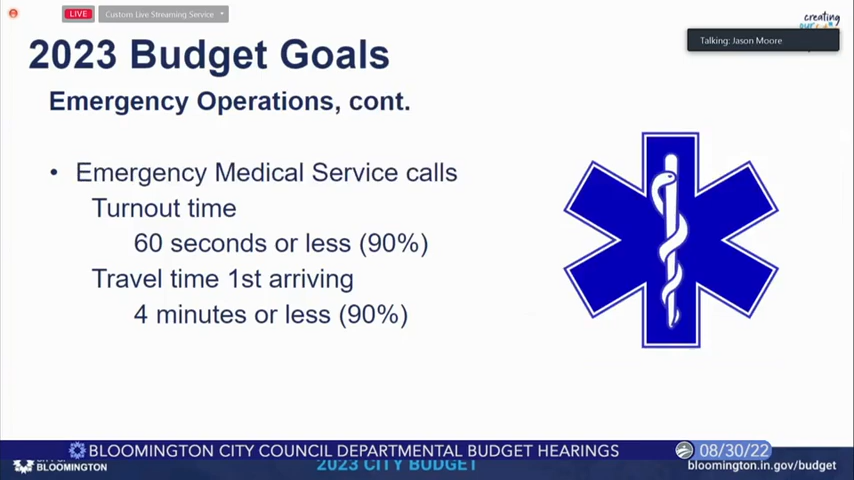 LIVE
Custom Live Streaming Service
creating
Talking: Jason Moore
2023 Budget Goals
Emergency Operations, cont.
• Emergency Medical Service calls
Turnout time
60 seconds or less (90%)
Travel time 1st arriving
4 minutes or less (90%)
BLOOMINGTON CITY COUNCIL DEPARTMENTAL BUDGET HEARINGS
08/30/22
BLOOMINGTON
2023 CITY BUDGET
bloomington.in.gov/budget